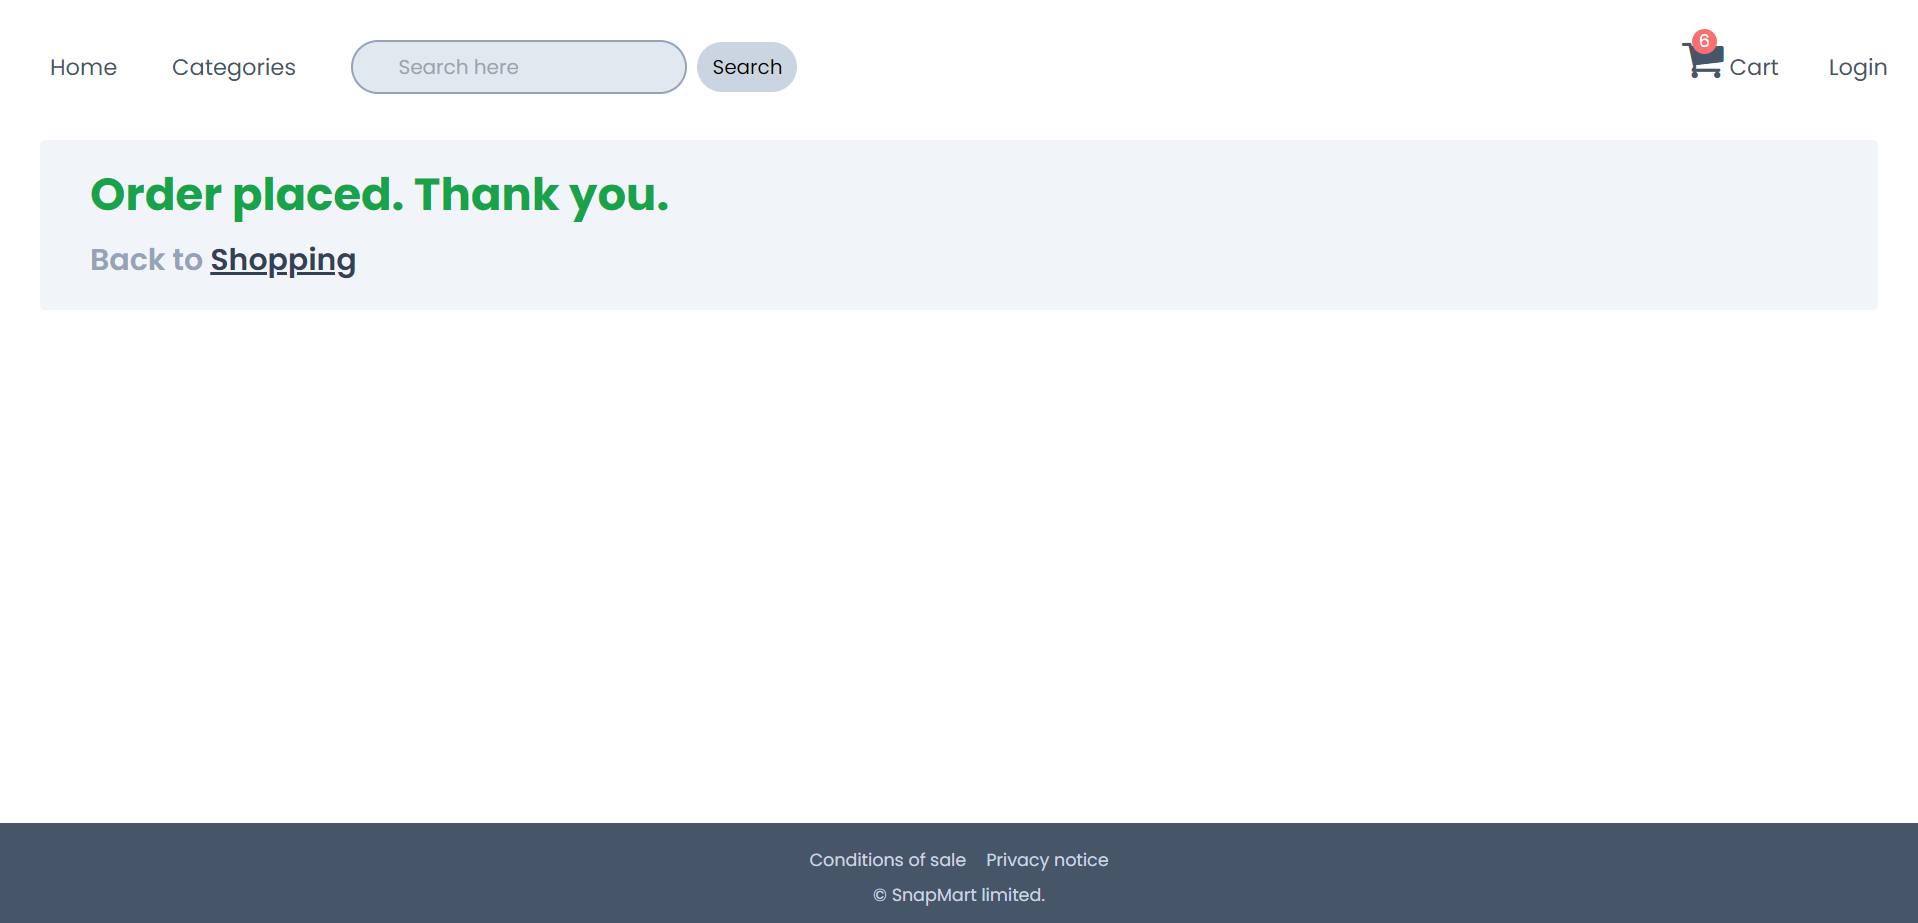 Home Categories Search here Search 6 Cart Login
Order placed. Thank you.
Back to Shopping
Conditions of sale Privacy notice
© SnapMart limited.